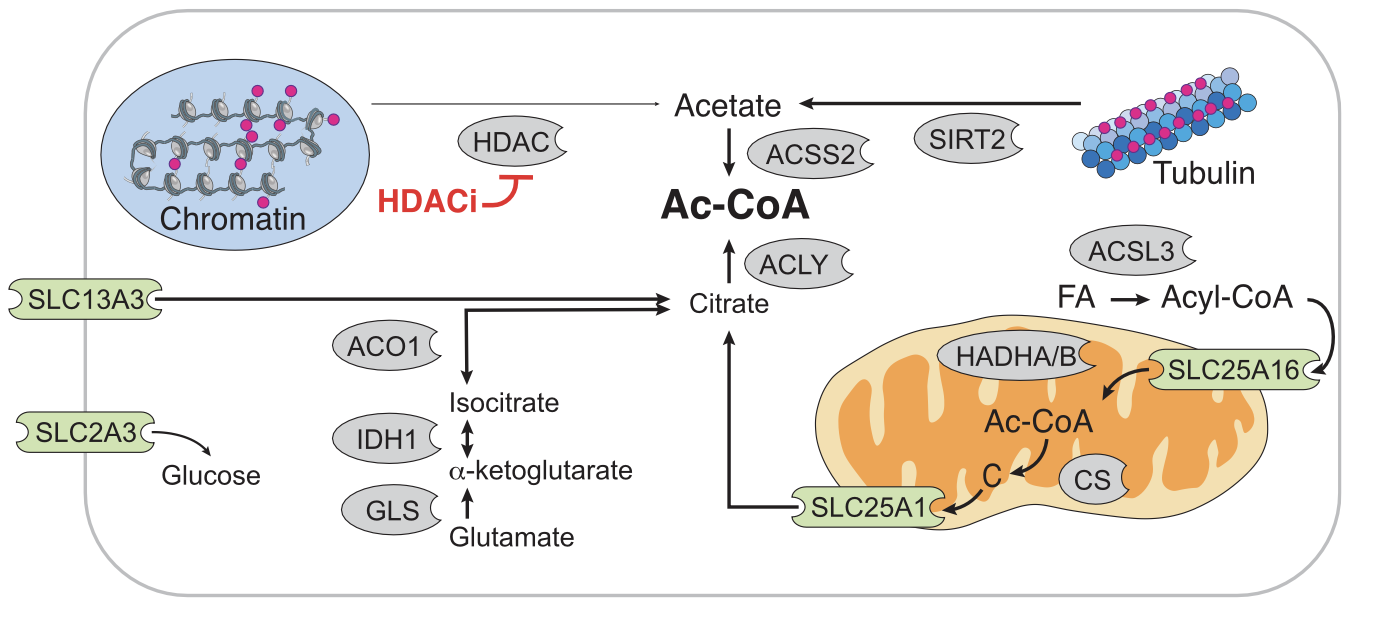 Acetate
HDAC
ACSS2
SIRT2
Tubulin
HDACi
Ac-CoA
Chromatin
ACLY
ACSL3
SLC13A3
Citrate
FA
Acyl-CoA
ACO1
HADHA/B
SLC25A16
Isocitrate
Ac-CoA
SLC2A3
IDH1
Glucose
α-ketoglutarate
C
CS
GLS
SLC25A1
Glutamate